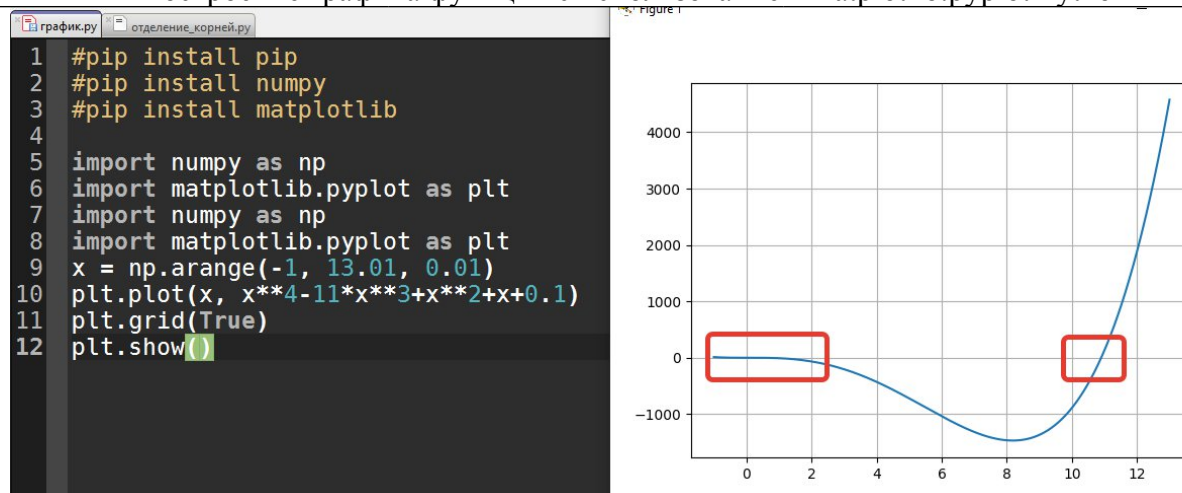 график.py отделение_корней.py
1 #pip install pip
2 #pip install numpy
3 #pip install matplotlib
4
5 import numpy as np
6 import matplotlib.pyplot as plt
7 import numpy as np
8 import matplotlib.pyplot as plt
9 x = np.arange(-1, 13.01, 0.01)
10 plt.plot(x, x**4-11*x**3+x**2+x+0.1)
11 plt.grid(True)
12 plt.show()
Figure 1
4000
3000
2000
1000
0
−1000
0 2 4 6 8 10 12